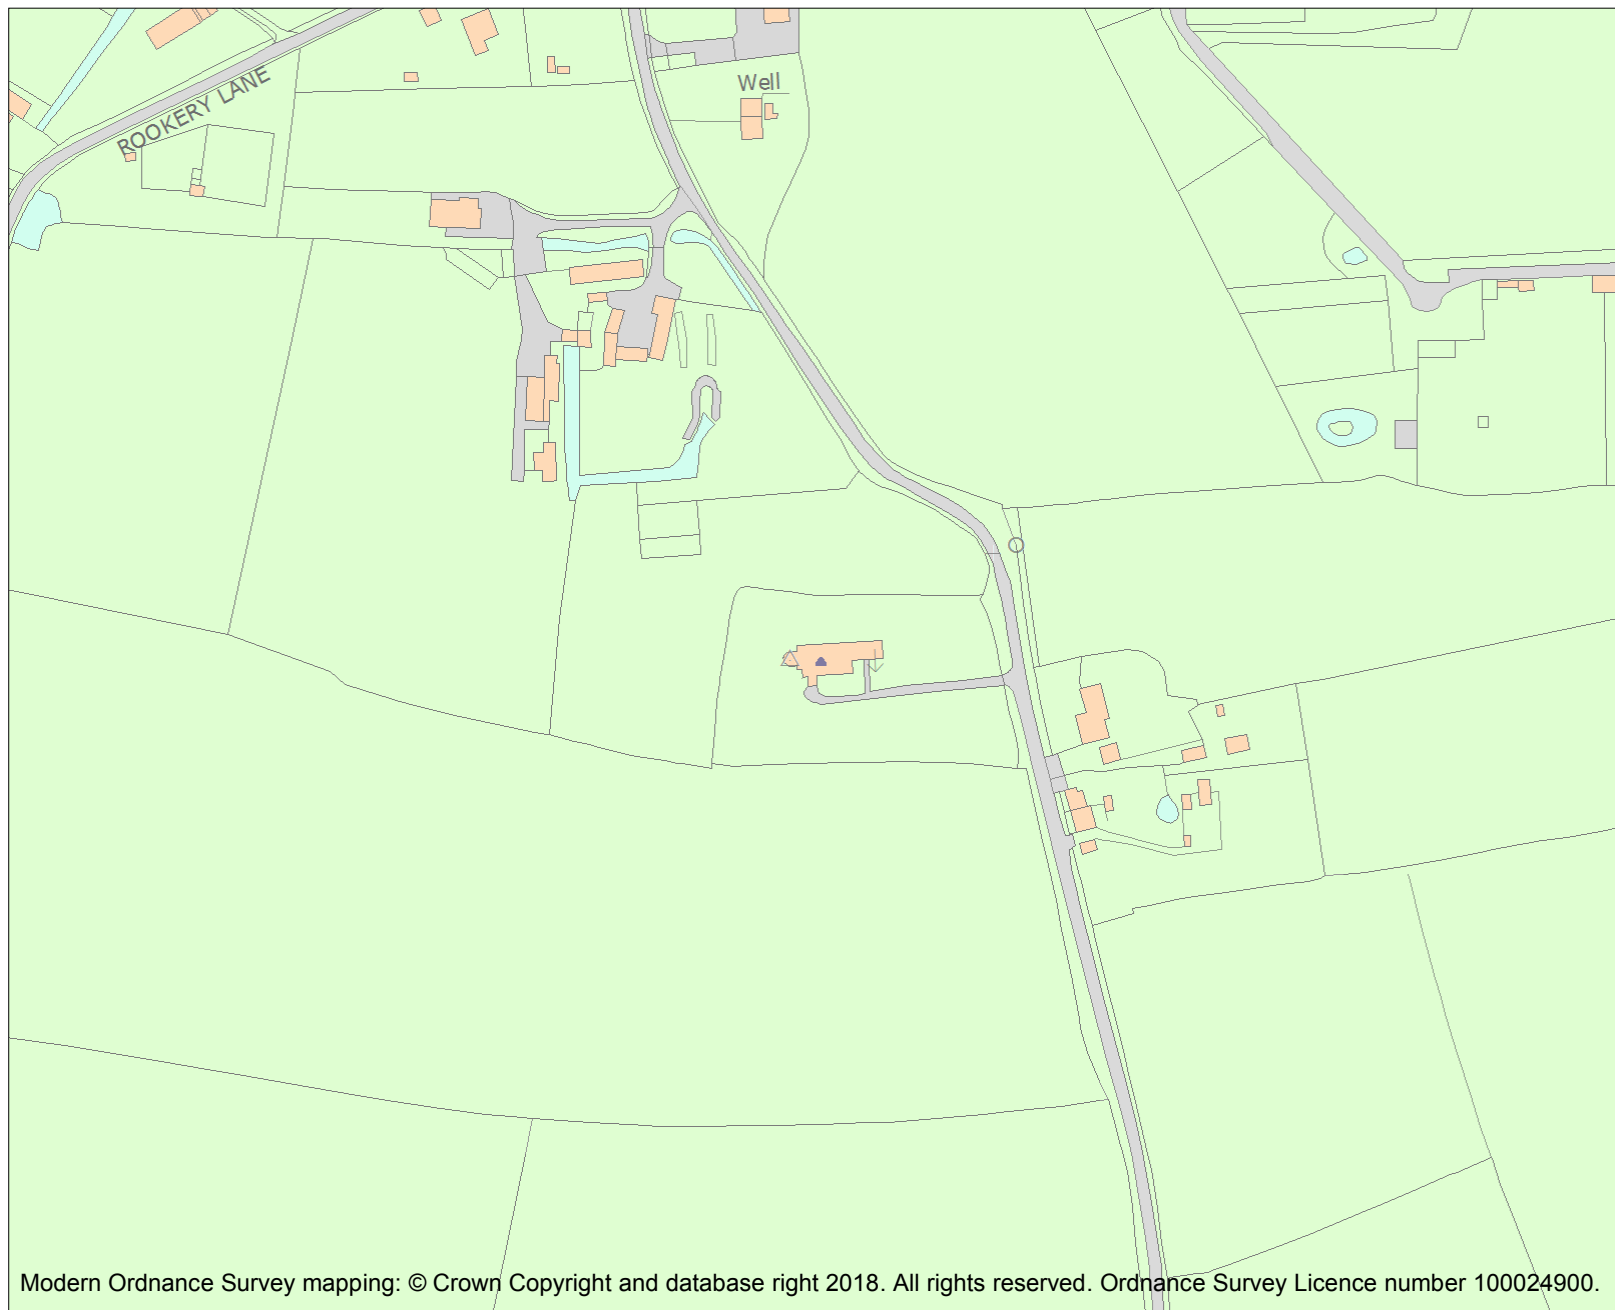 Well
ROOKERY LANE
Modern Ordnance Survey mapping: © Crown Copyright and database right 2018. All rights reserved. Ordnance Survey Licence number 100024900.